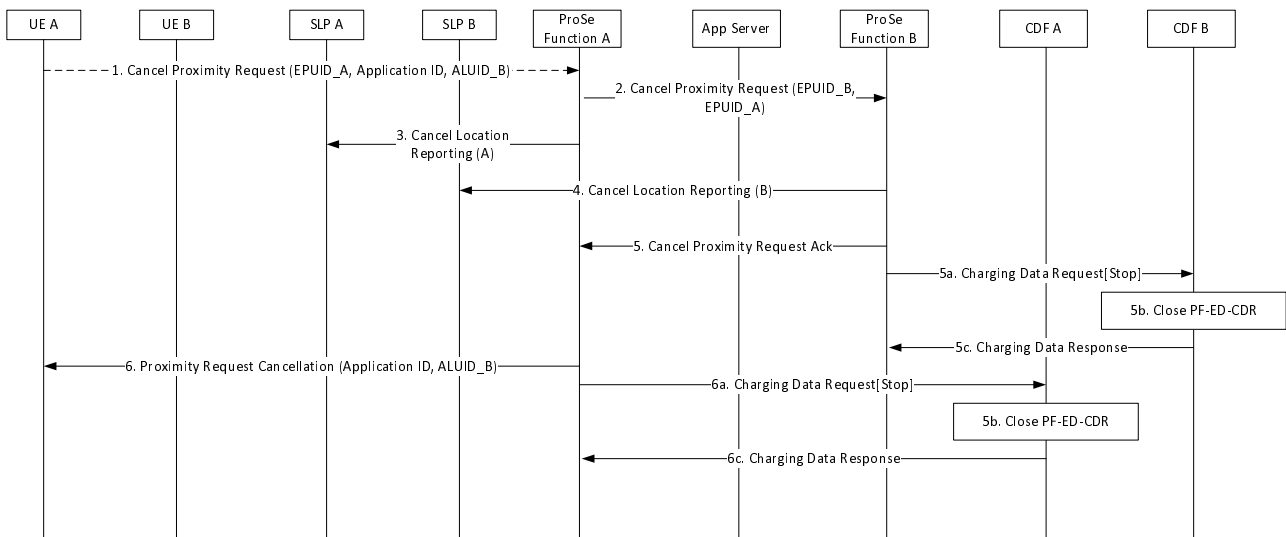 UE A
UE B
SLP A
SLP B
ProSe
Function A
App Server
ProSe
Function B
CDF A
CDF B
1. Cancel Proximity Request (EPUID_A, Application ID, ALUID_B)
2. Cancel Proximity Request (EPUID_B,
EPUID_A)
3. Cancel Location
Reporting (A)
4. Cancel Location Reporting (B)
5. Cancel Proximity Request Ack
5a. Charging Data Request[Stop]
5b. Close PF-ED-CDR
5c. Charging Data Response
6. Proximity Request Cancellation (Application ID, ALUID_B)
6a. Charging Data Request[Stop]
5b. Close PF-ED-CDR
6c. Charging Data Response